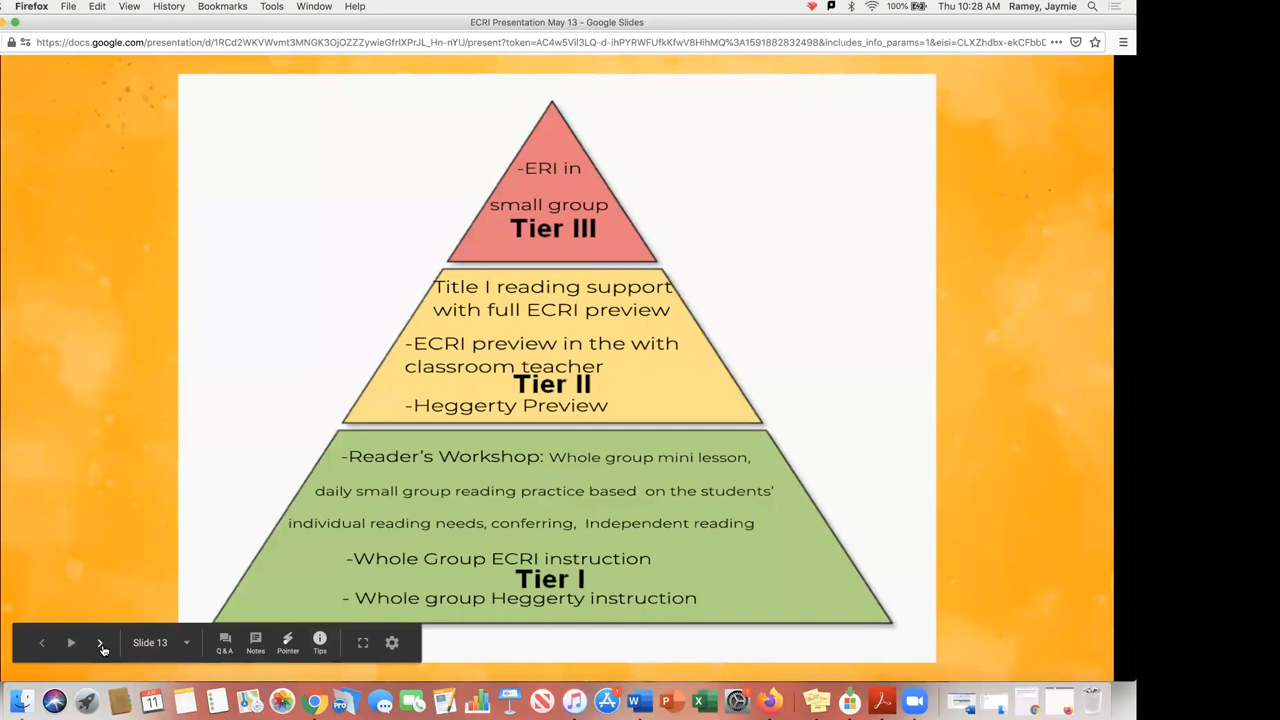 Firefox File Edit View History Bookmarks Tools Window Help 100% Thu 10:28 AM Ramey, Jaymie
ECRI Presentation May 13 - Google Slides
-ERI in
small group
Tier III
Title I reading support
with full ECRI preview
-ECRI preview in the with
classroom teacher
Tier II
-Heggerty Preview
-Reader's Workshop: Whole group mini lesson,
daily small group reading practice based on the students'
individual reading needs, conferring, Independent reading
-Whole Group ECRI instruction
Tier I
- Whole group Heggerty instruction
Slide 13
Q & A Notes Pointer Tips